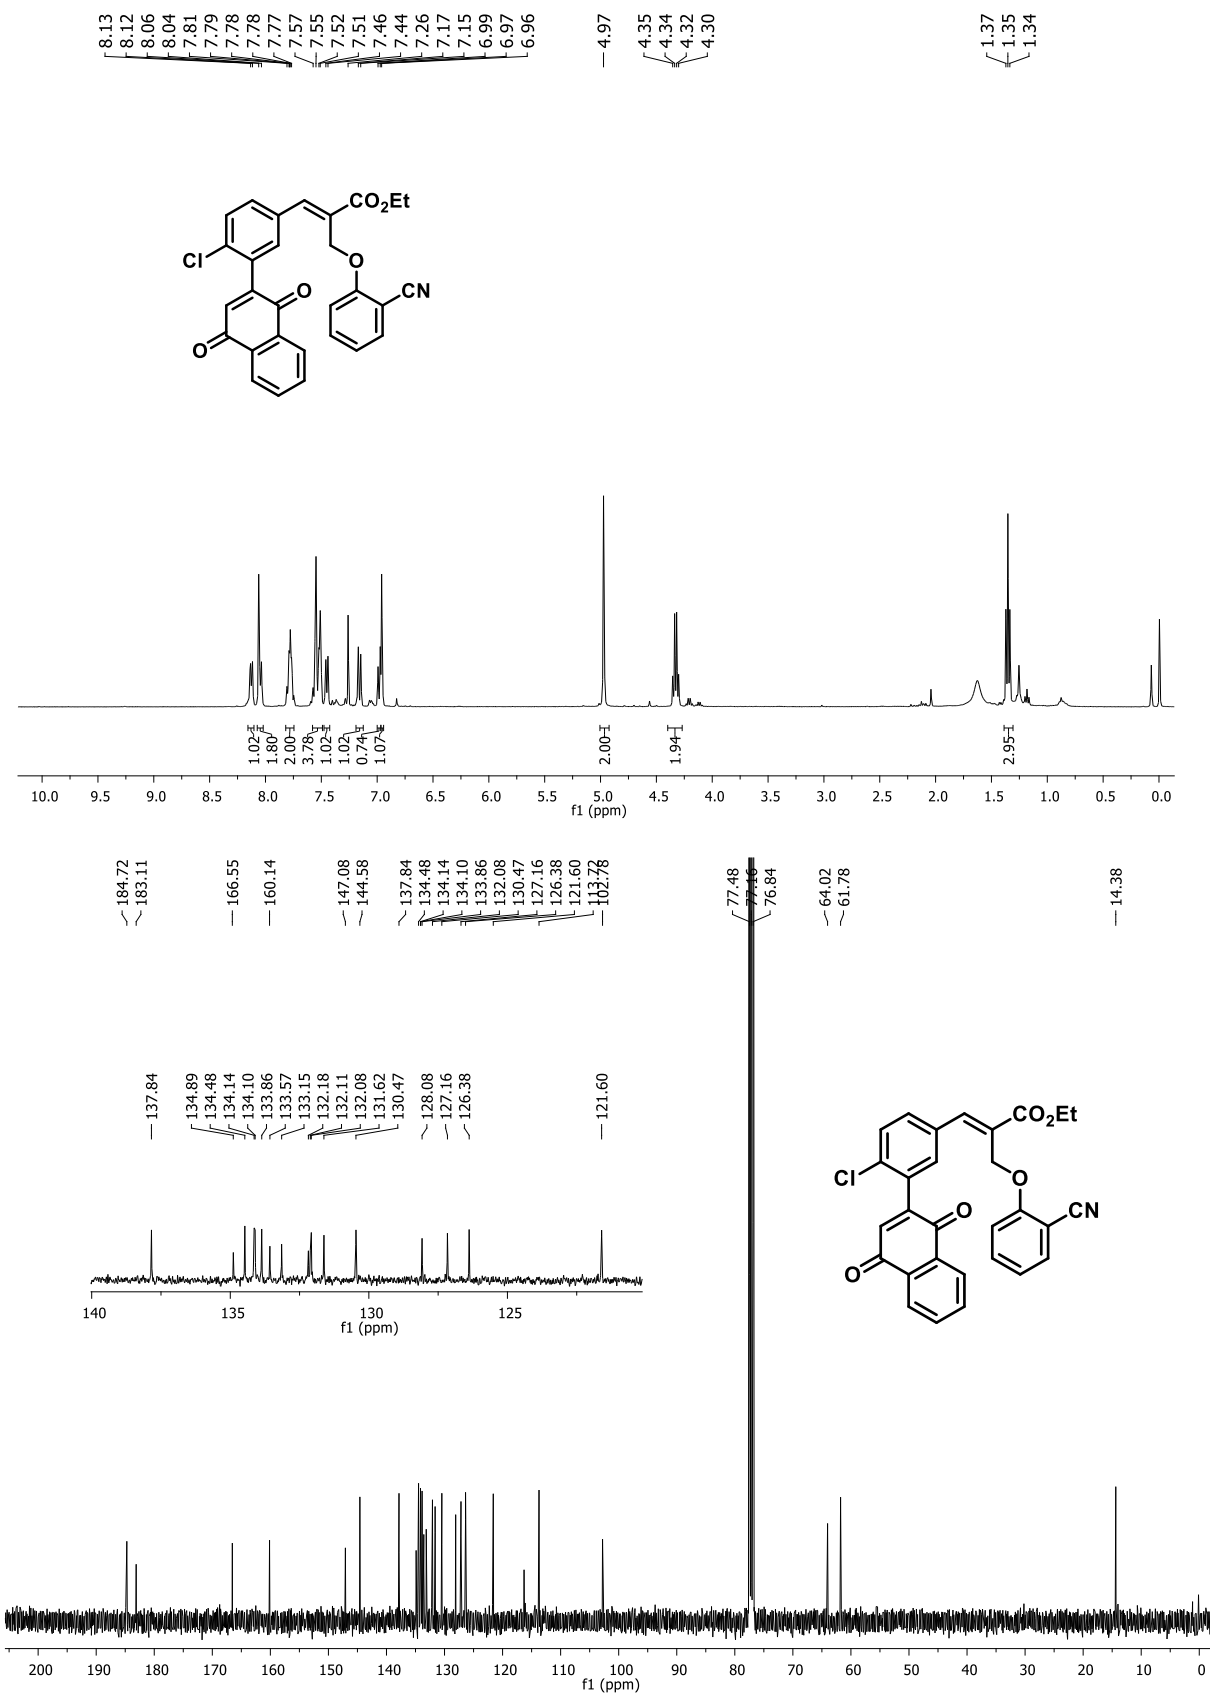 8.13 8.12 8.06 8.04 7.81 7.79 7.78 7.78 7.77 7.57 7.55 7.52 7.51 7.46 7.44 7.26 7.17 7.15 6.99 6.97 6.96 4.97 4.35 4.34 4.32 4.30 1.37 1.35 1.34
CO2Et
Cl
O
O
CN
O
1.02 1.80 2.00 3.78 1.02 1.02 0.74 1.07 2.00 1.94 2.95
10.0 9.5 9.0 8.5 8.0 7.5 7.0 6.5 6.0 5.5 5.0 4.5 4.0 3.5 3.0 2.5 2.0 1.5 1.0 0.5 0.0
f1 (ppm)
184.72 183.11 166.55 160.14 147.08 144.58 137.84 134.48 134.14 134.10 133.86 132.08 130.47 127.16 126.38 121.60 113.72 102.78 77.48 77.16 76.84 64.02 61.78 14.38
137.84 134.89 134.48 134.14 134.10 133.86 133.57 133.15 132.18 132.11 132.08 131.62 130.47 128.08 127.16 126.38 121.60
CO2Et
Cl
O
O
CN
O
140 135 130 125
f1 (ppm)
200 190 180 170 160 150 140 130 120 110 100 90 80 70 60 50 40 30 20 10 0
f1 (ppm)